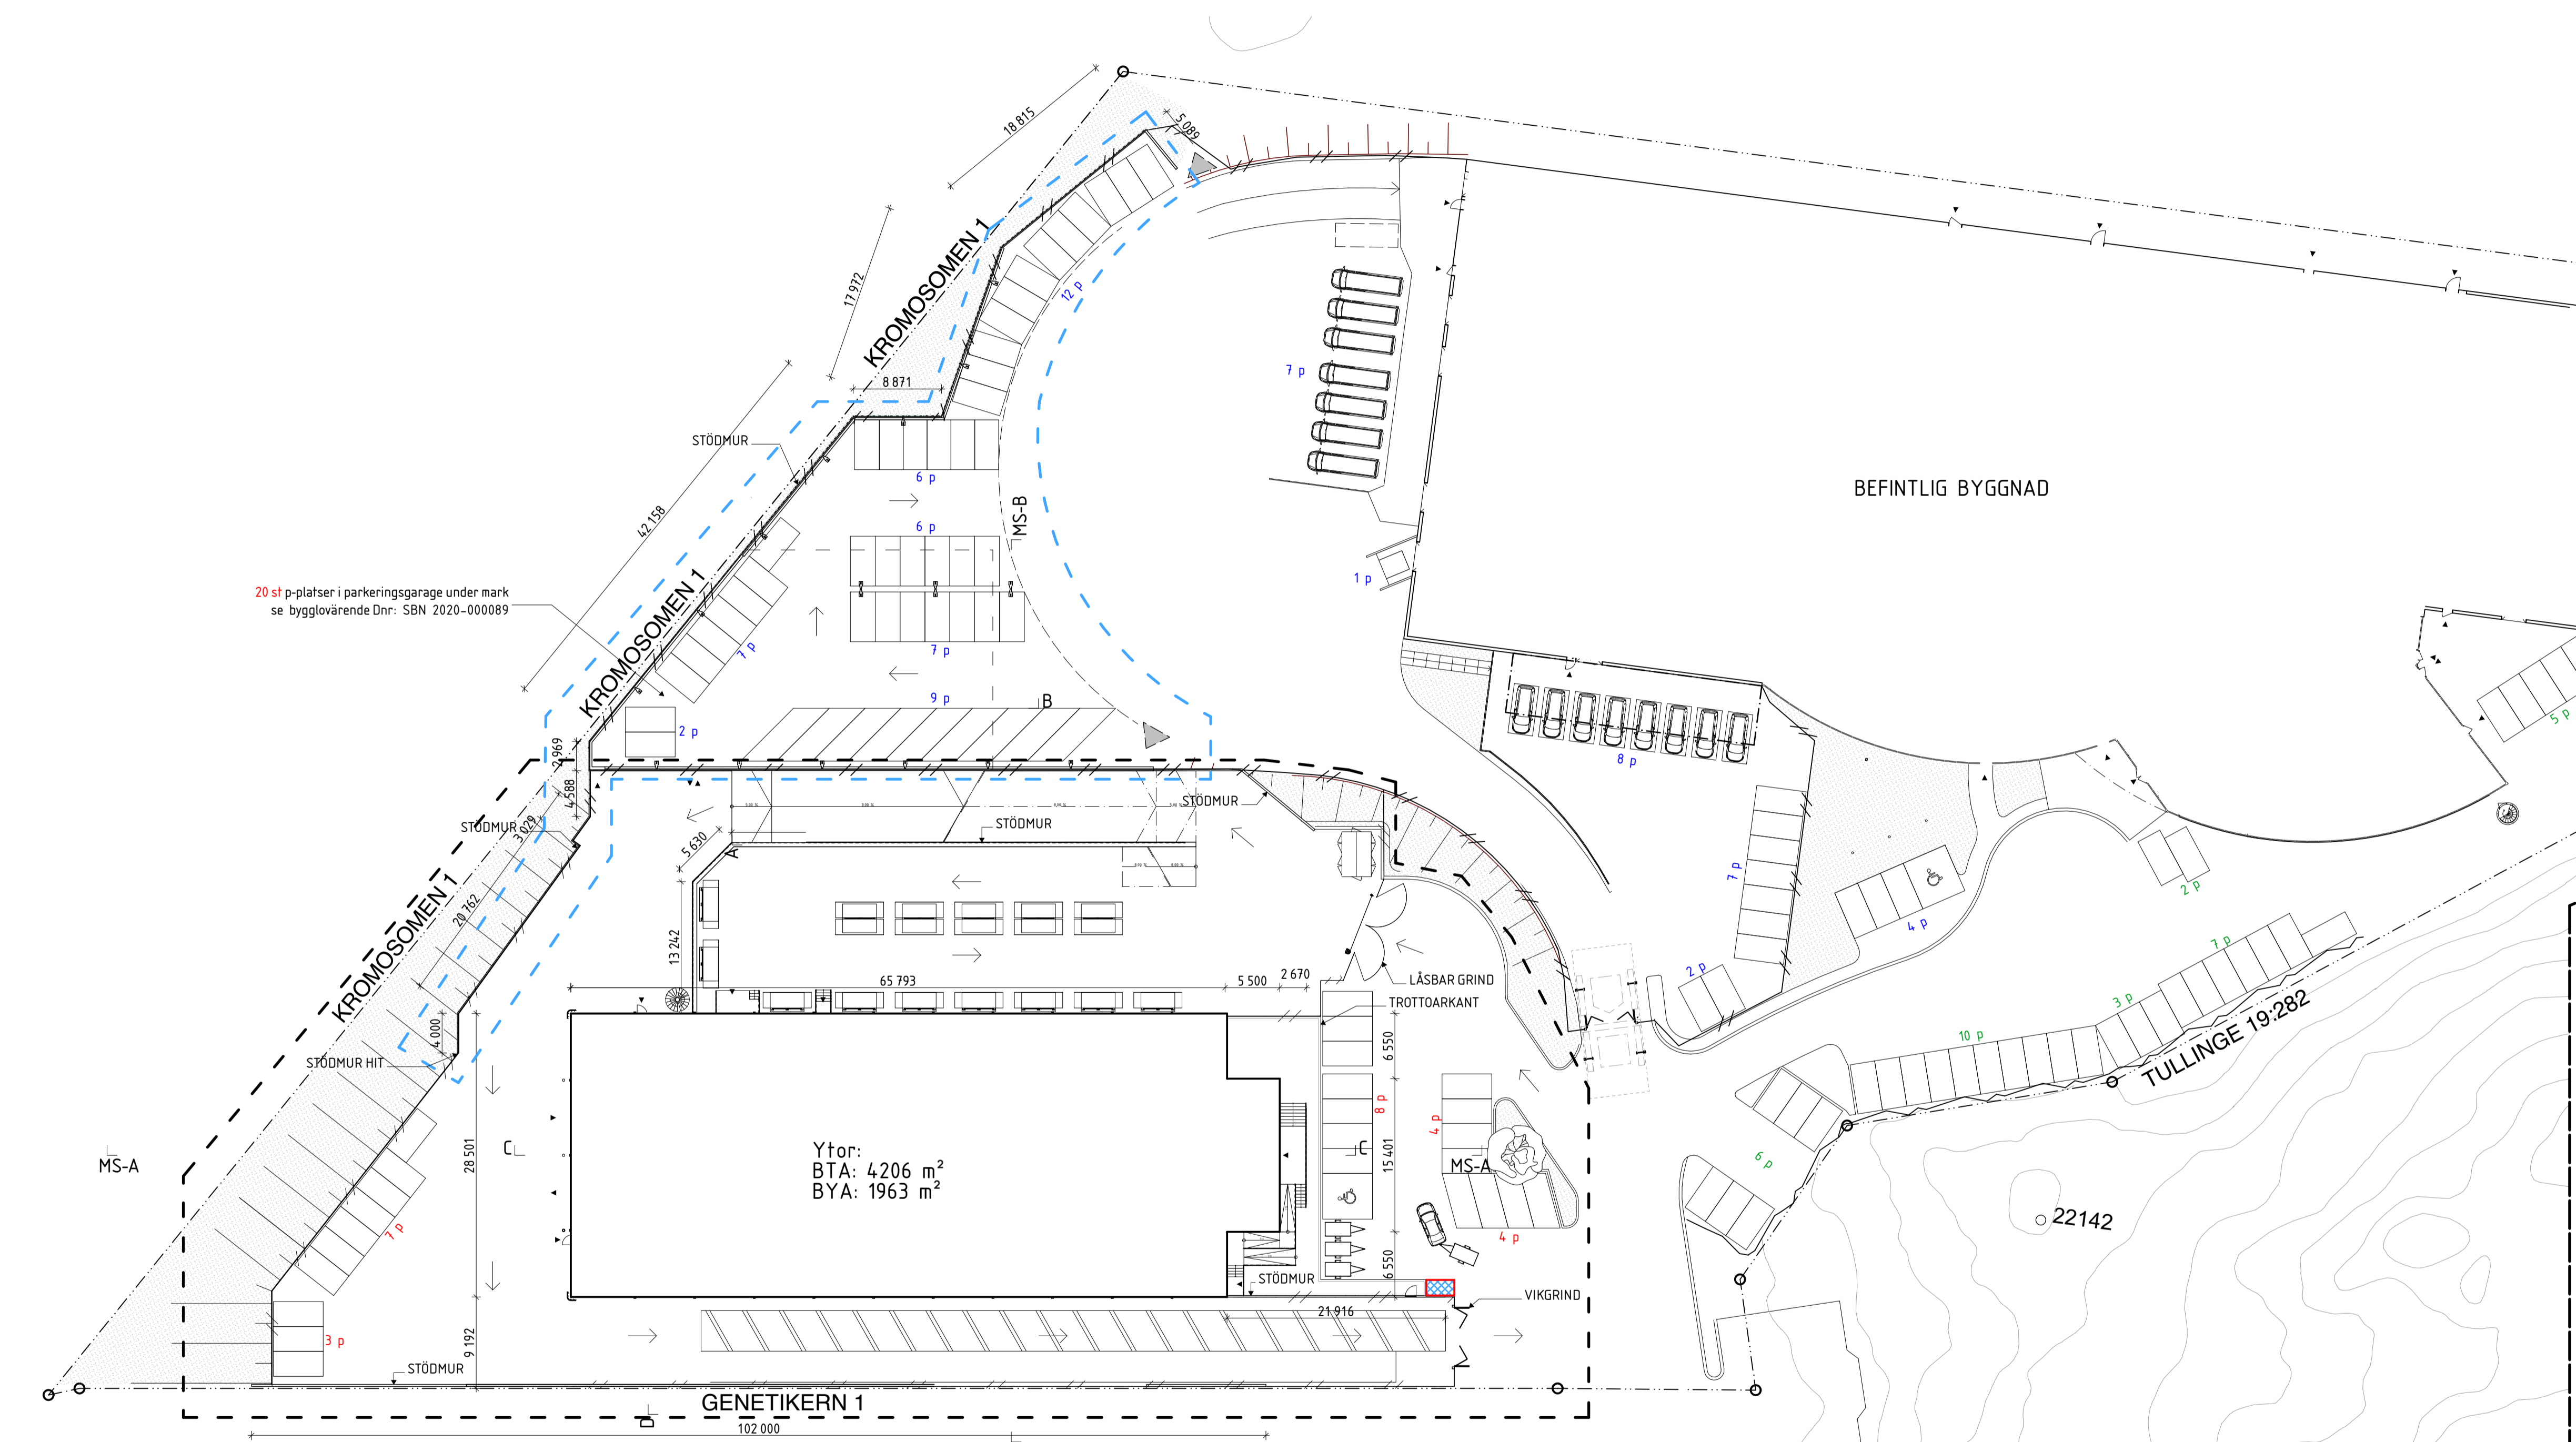 18 815
5 089
KROMOSOMEN 1
17 972
12 p
7 p
8 871
STÖDMUR
6 p
BEFINTLIG BYGGNAD
42 158
MS-B
6 p
1 p
20 st p-platser i parkeringsgarage under mark
se bygglovärende Dnr: SBN 2020-000089
KROMOSOMEN 1
7 p
7 p
9 p
B
2 p
5 p
2 969
8 p
4 588
STÖDMUR
STÖDMUR
STÖDMUR
3 029
5 630
A
7 p
2 p
4 p
20 762
KROMOSOMEN 1
13 242
65 793
5 500
2 670
LÅSBAR GRIND
TROTTOARKANT
2 p
7 p
3 p
10 p
TULLINGE 19:282
4 000
STÖDMUR HIT
6 550
8 p
4 p
28 501
C
C
15 401
MS-A
MS-A
Ytor:
BTA: 4206 m²
BYA: 1963 m²
6 p
22142
7 p
4 p
6 550
STÖDMUR
VIKGRIND
21 916
3 p
9 192
STÖDMUR
GENETIKERN 1
D
102 000